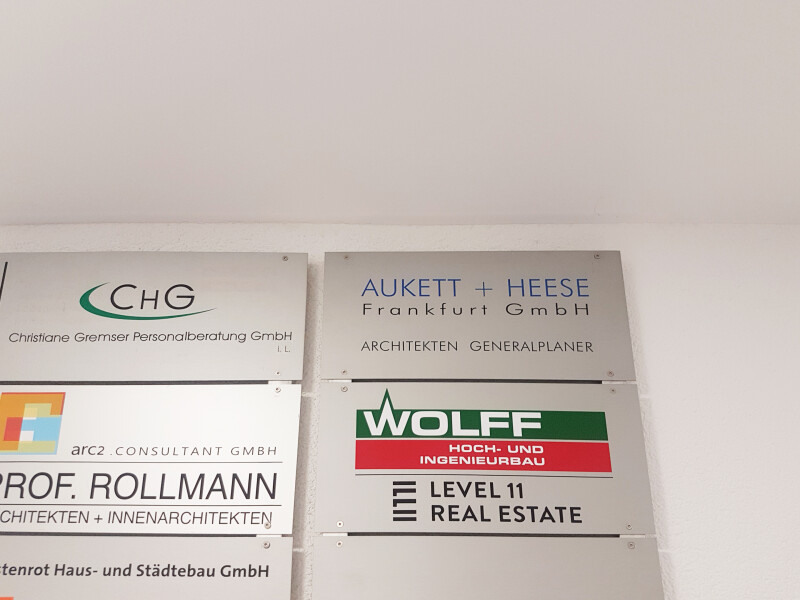 CHG
Christiane Gremser Personalberatung GmbH
i. L.
arc2 .CONSULTANT GMBH
PROF. ROLLMANN
CHITEKTEN + INNENARCHITEKTEN
stenrot Haus- und Städtebau GmbH
AUKETT + HEESE
Frankfurt GmbH
ARCHITEKTEN GENERALPLANER
WOLFF
HOCH- UND
INGENIEURBAU
LEVEL 11
REAL ESTATE